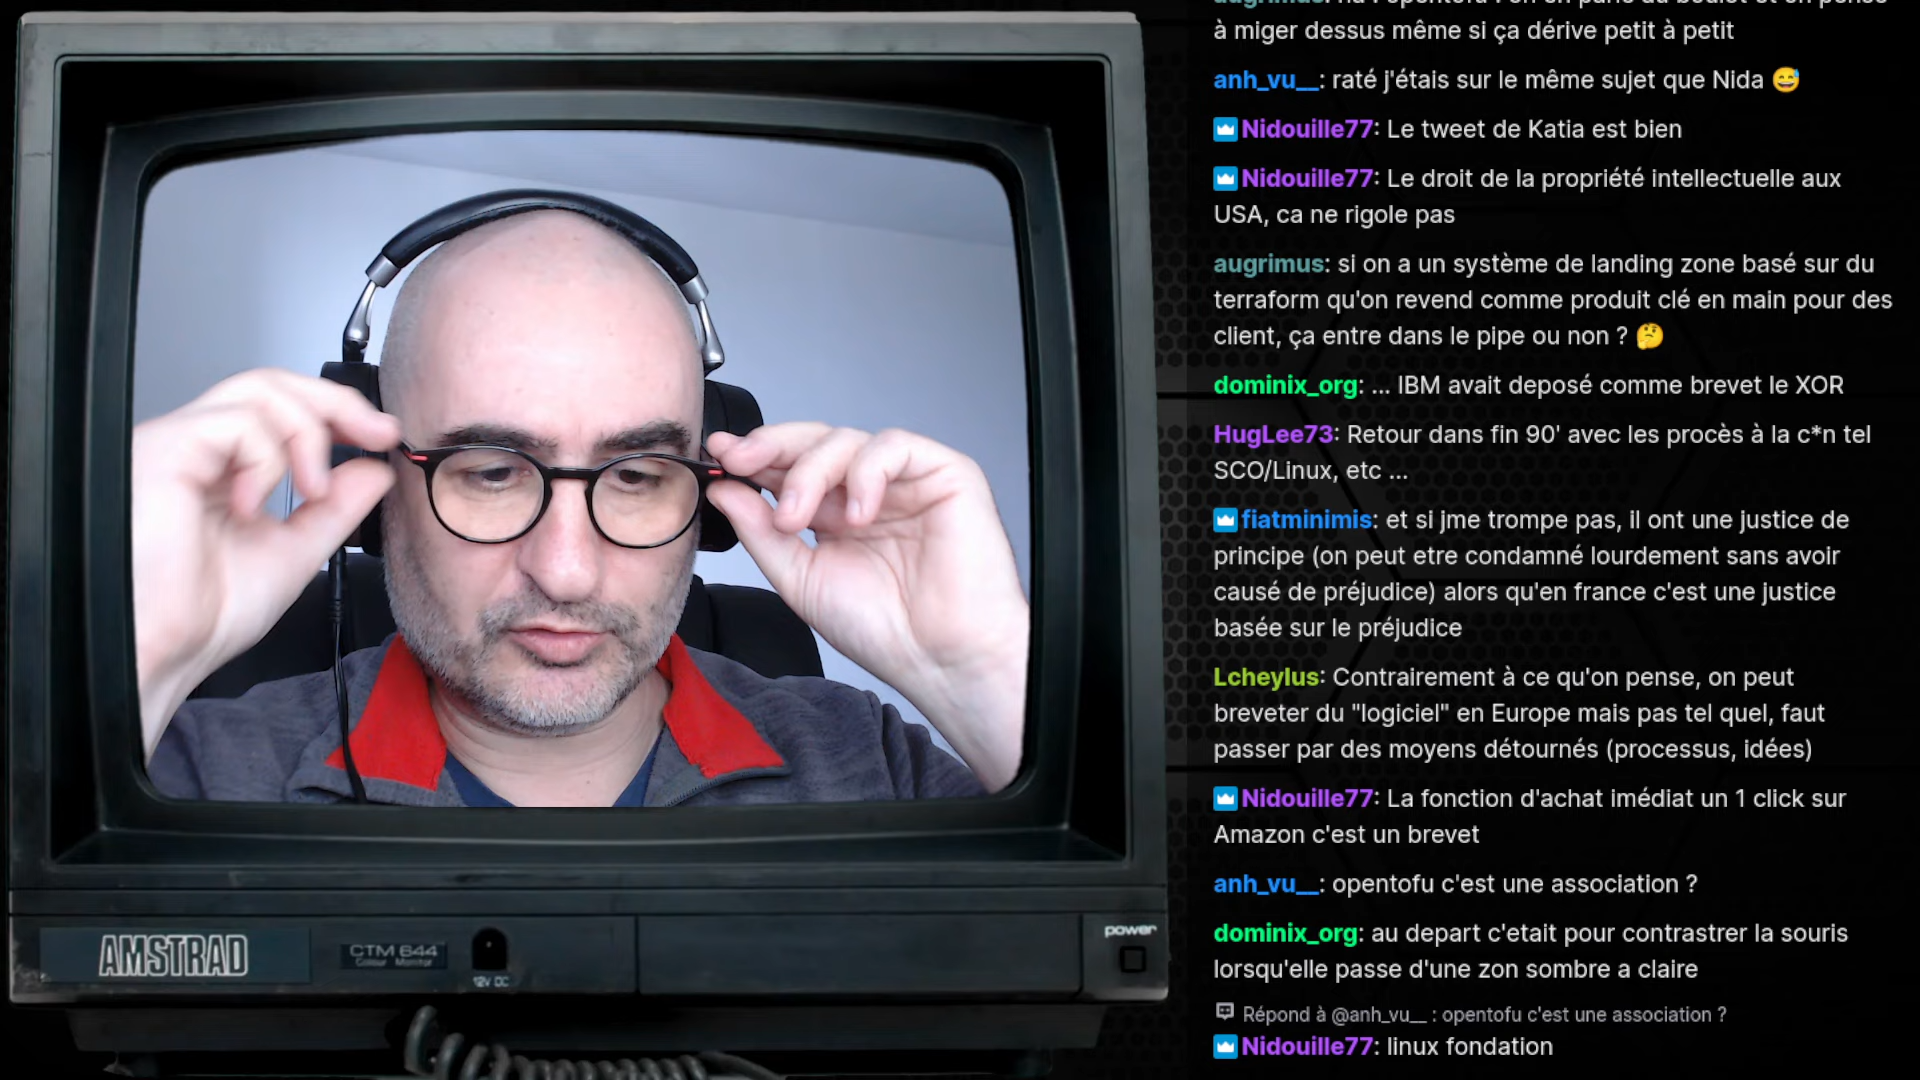 à miger dessus même si ça dérive petit à petit
anh_vu__: raté j'étais sur le même sujet que Nida 😅
Nidouille77: Le tweet de Katia est bien
Nidouille77: Le droit de la propriété intellectuelle aux
USA, ca ne rigole pas
augrimus: si on a un système de landing zone basé sur du
terraform qu'on revend comme produit clé en main pour des
client, ça entre dans le pipe ou non ? 🤔
dominix_org: ... IBM avait deposé comme brevet le XOR
HugLee73: Retour dans fin 90' avec les procès à la c*n tel
SCO/Linux, etc ...
fiatminimis: et si jme trompe pas, il ont une justice de
principe (on peut etre condamné lourdement sans avoir
causé de préjudice) alors qu'en france c'est une justice
basée sur le préjudice
Lcheylus: Contrairement à ce qu'on pense, on peut
breveter du "logiciel" en Europe mais pas tel quel, faut
passer par des moyens détournés (processus, idées)
Nidouille77: La fonction d'achat imédiat un 1 click sur
Amazon c'est un brevet
anh_vu__: opentofu c'est une association ?
dominix_org: au depart c'etait pour contrastrer la souris
lorsqu'elle passe d'une zon sombre a claire
Répond à @anh_vu__ : opentofu c'est une association ?
Nidouille77: linux fondation
AMSTRAD
CTM 644
Colour Monitor
12V DC
power